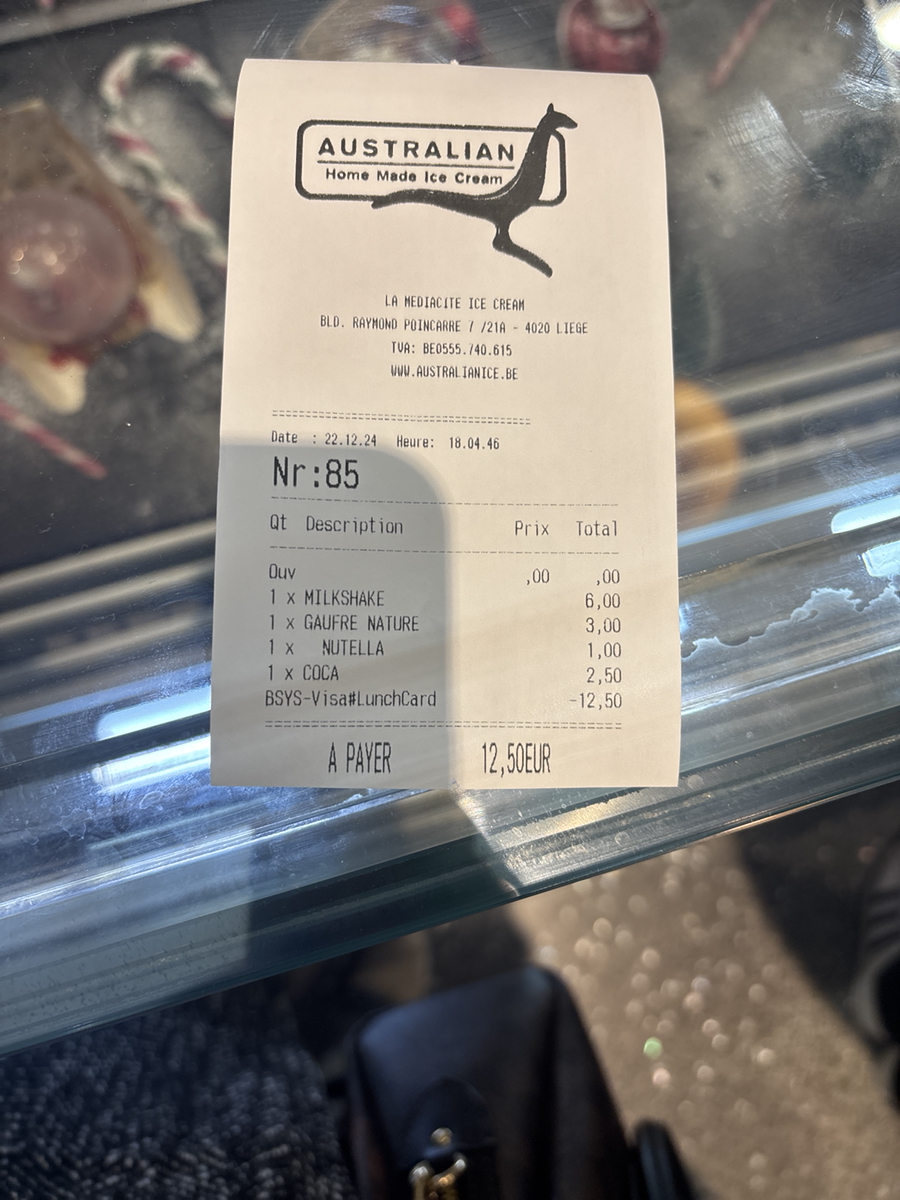 AUSTRALIAN
Home Made Ice Cream
LA MEDIACITE ICE CREAM
BLD. RAYMOND POINCARRE 7 /21A - 4020 LIEGE
TVA: BE0555.740.615
WWW.AUSTRALIANICE.BE
Date : 22.12.24 Heure: 18.04.46
Nr:85
Qt Description Prix Total
Ouv ,00 ,00
1 x MILKSHAKE 6,00
1 x GAUFRE NATURE 3,00
1 x NUTELLA 1,00
1 x COCA 2,50
BSYS-Visa#LunchCard -12,50
A PAYER 12,50EUR